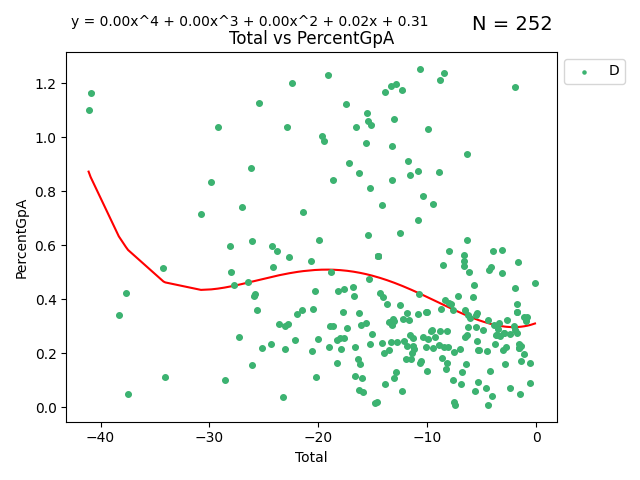 y = 0.00x^4 + 0.00x^3 + 0.00x^2 + 0.02x + 0.31
N = 252
Total vs PercentGpA
D
PercentGpA
1.2
1.0
0.8
0.6
0.4
0.2
0.0
−40 −30 −20 −10 0
Total